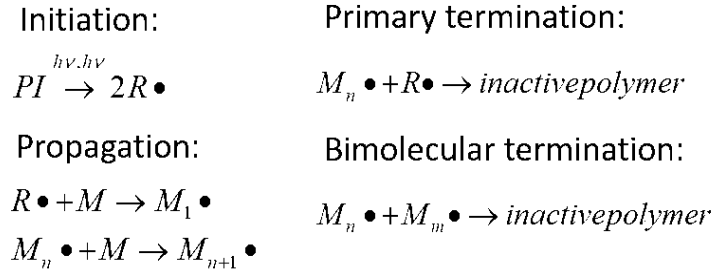 Initiation:
PI hν,hν → 2R •
Propagation:
R • +M → M₁ •
Mₙ • +M → Mₙ₊₁ •
Primary termination:
Mₙ • +R• → inactivepolymer
Bimolecular termination:
Mₙ • +Mₘ • → inactivepolymer